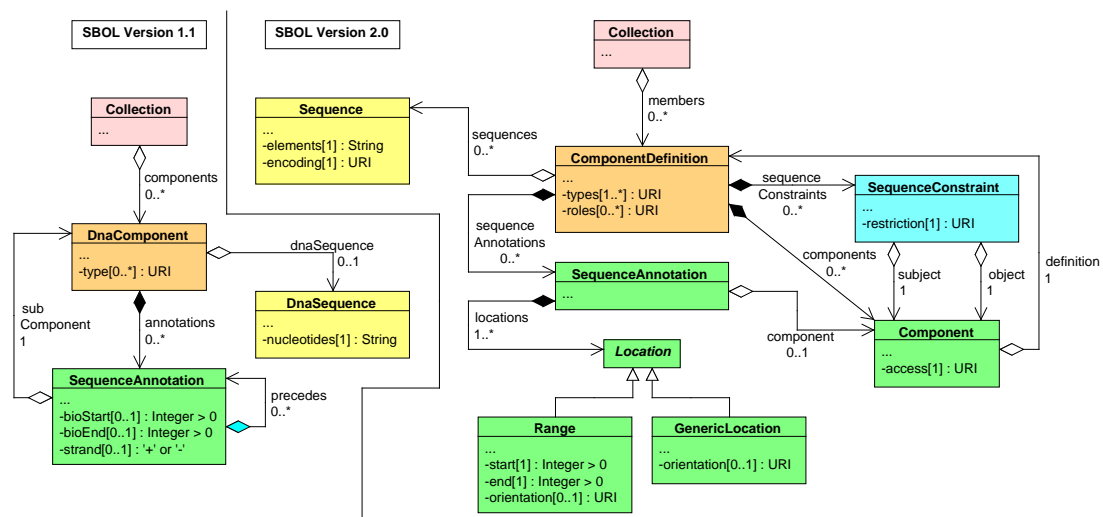 SBOL Version 1.1
Collection
...
components
0..*
DnaComponent
...
-type[0..*] : URI
dnaSequence
0..1
DnaSequence
...
-nucleotides[1] : String
sub
Component
1
annotations
0..*
SequenceAnnotation
...
-bioStart[0..1] : Integer > 0
-bioEnd[0..1] : Integer > 0
-strand[0..1] : '+' or '-'
precedes
0..*
SBOL Version 2.0
Collection
...
members
0..*
Sequence
...
-elements[1] : String
-encoding[1] : URI
sequences
0..*
ComponentDefinition
...
-types[1..*] : URI
-roles[0..*] : URI
sequence
Constraints
0..*
SequenceConstraint
...
-restriction[1] : URI
sequence
Annotations
0..*
components
0..*
subject
1
object
1
definition
1
SequenceAnnotation
...
locations
1..*
component
0..1
Component
...
-access[1] : URI
Location
Range
...
-start[1] : Integer > 0
-end[1] : Integer > 0
-orientation[0..1] : URI
GenericLocation
...
-orientation[0..1] : URI